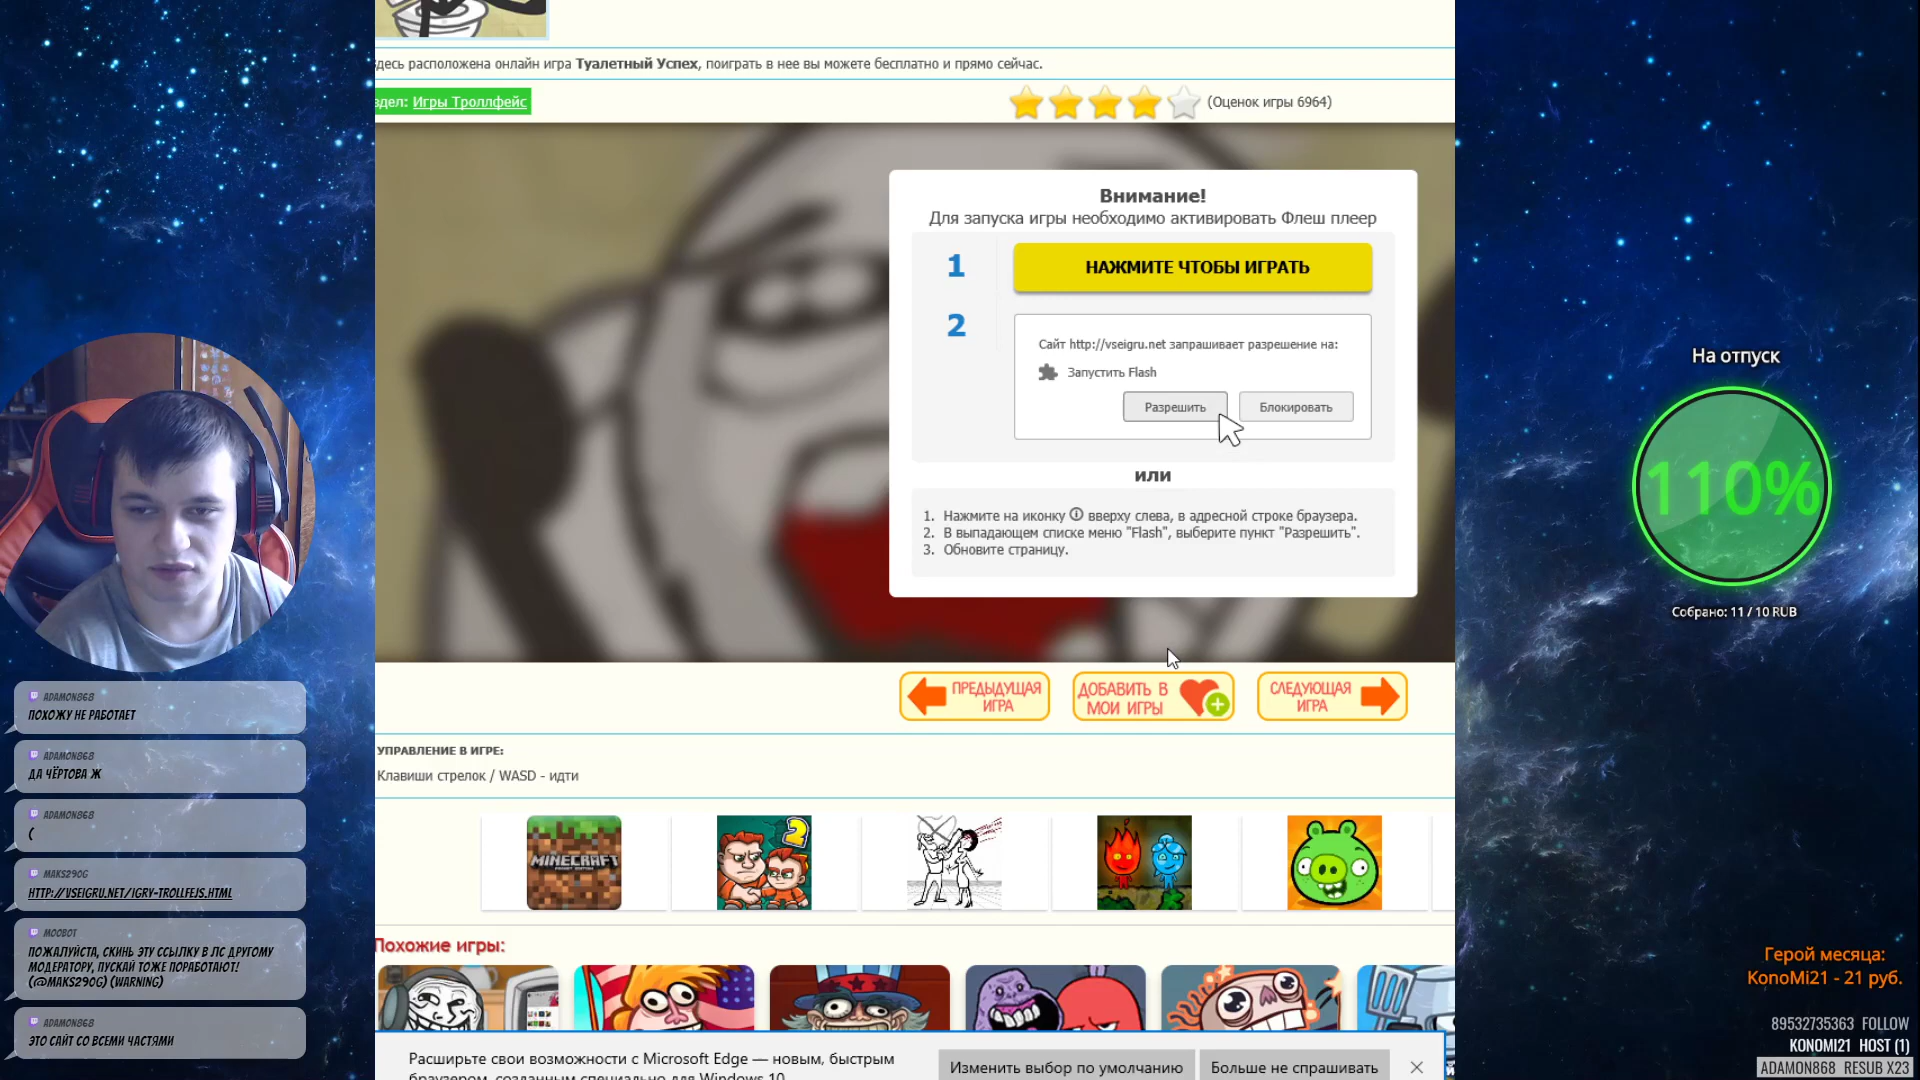 здесь расположена онлайн игра Туалетный Успех, поиграть в нее вы можете бесплатно и прямо сейчас.
здел: Игры Троллфейс
(Оценок игры 6964)
Внимание!
Для запуска игры необходимо активировать Флеш плеер
1
НАЖМИТЕ ЧТОБЫ ИГРАТЬ
2
Сайт http://vseigru.net запрашивает разрешение на:
Запустить Flash
Разрешить
Блокировать
или
1. Нажмите на иконку вверху слева, в адресной строке браузера.
2. В выпадающем списке меню "Flash", выберите пункт "Разрешить".
3. Обновите страницу.
ПРЕДЫДУЩАЯ
ИГРА
ДОБАВИТЬ В
МОИ ИГРЫ
СЛЕДУЮЩАЯ
ИГРА
УПРАВЛЕНИЕ В ИГРЕ:
Клавиши стрелок / WASD - идти
MINECRAFT
2
Похожие игры:
Расширьте свои возможности с Microsoft Edge — новым, быстрым
браузером, созданным специально для Windows 10.
Изменить выбор по умолчанию
Больше не спрашивать
ADAMON868
ПОХОЖУ НЕ РАБОТАЕТ
ADAMON868
ДА ЧЁРТОВА Ж
ADAMON868
(
MAKS290G
HTTP://VSEIGRU.NET/IGRY-TROLLFEJS.HTML
MOOBOT
ПОЖАЛУЙСТА, СКИНЬ ЭТУ ССЫЛКУ В ЛС ДРУГОМУ
МОДЕРАТОРУ, ПУСКАЙ ТОЖЕ ПОРАБОТАЮТ!
(@MAKS290G) (WARNING)
ADAMON868
ЭТО САЙТ СО ВСЕМИ ЧАСТЯМИ
На отпуск
110%
Собрано: 11 / 10 RUB
Герой месяца:
KonoMi21 - 21 руб.
89532735363 FOLLOW
KONOMI21 HOST (1)
ADAMON868 RESUB X23